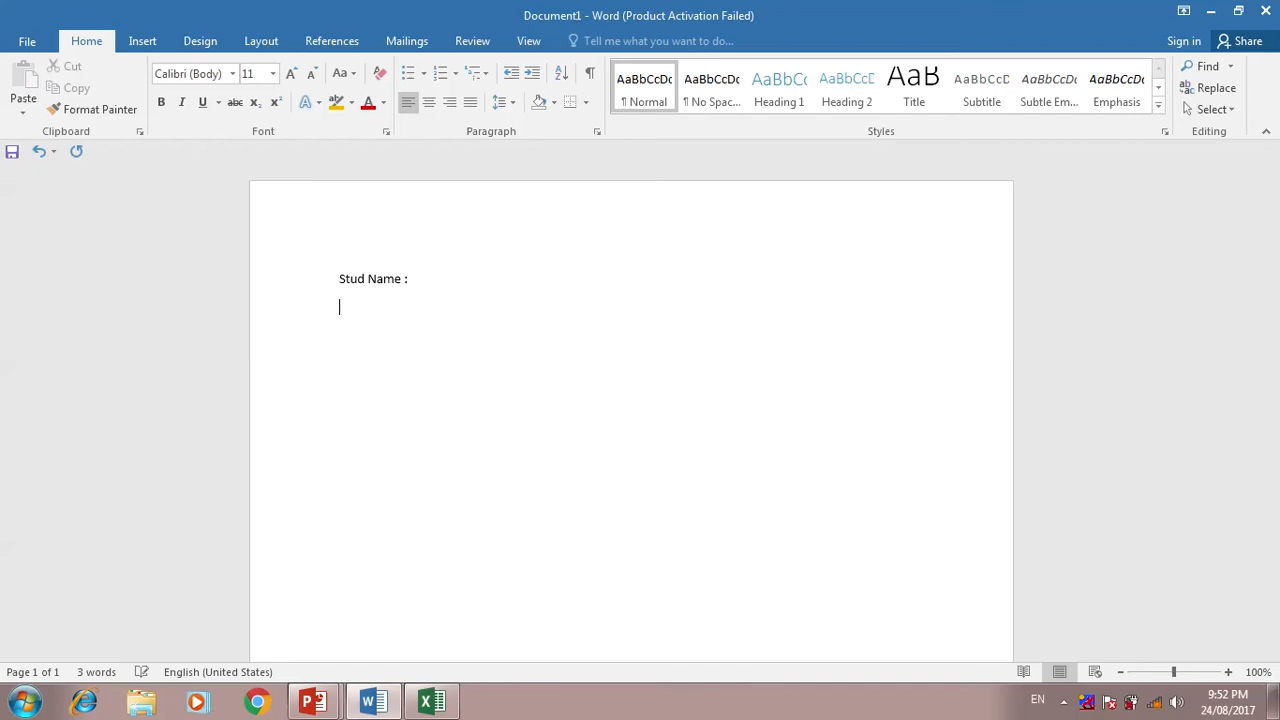 Document1 - Word (Product Activation Failed)
File Home Insert Design Layout References Mailings Review View Tell me what you want to do... Sign in Share
Paste Cut Copy Format Painter
Clipboard
Calibri (Body) 11
Font
Paragraph
AaBbCcDc AaBbCcDc AaBbCc AaBbCcD AaB AaBbCcD AaBbCcDc AaBbCcDc
¶ Normal ¶ No Spac... Heading 1 Heading 2 Title Subtitle Subtle Em... Emphasis
Styles
Find
Replace
Select
Editing
Stud Name :
Page 1 of 1 3 words English (United States) 100%
EN
9:52 PM
24/08/2017